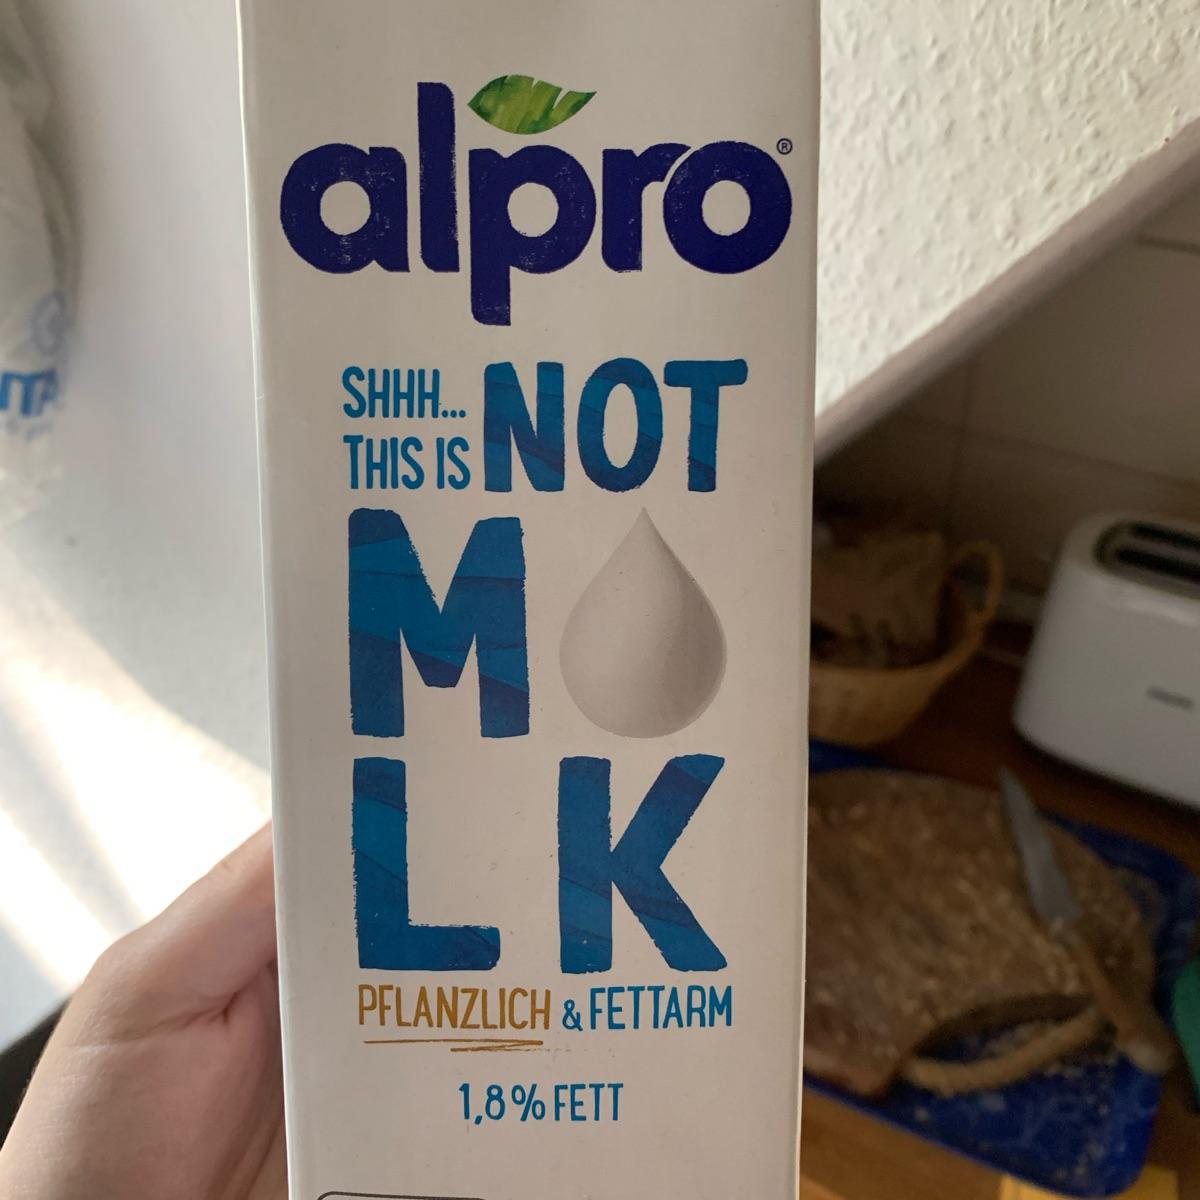 alpro®
SHHH...
THIS IS NOT
M LK
PFLANZLICH & FETTARM
1,8% FETT